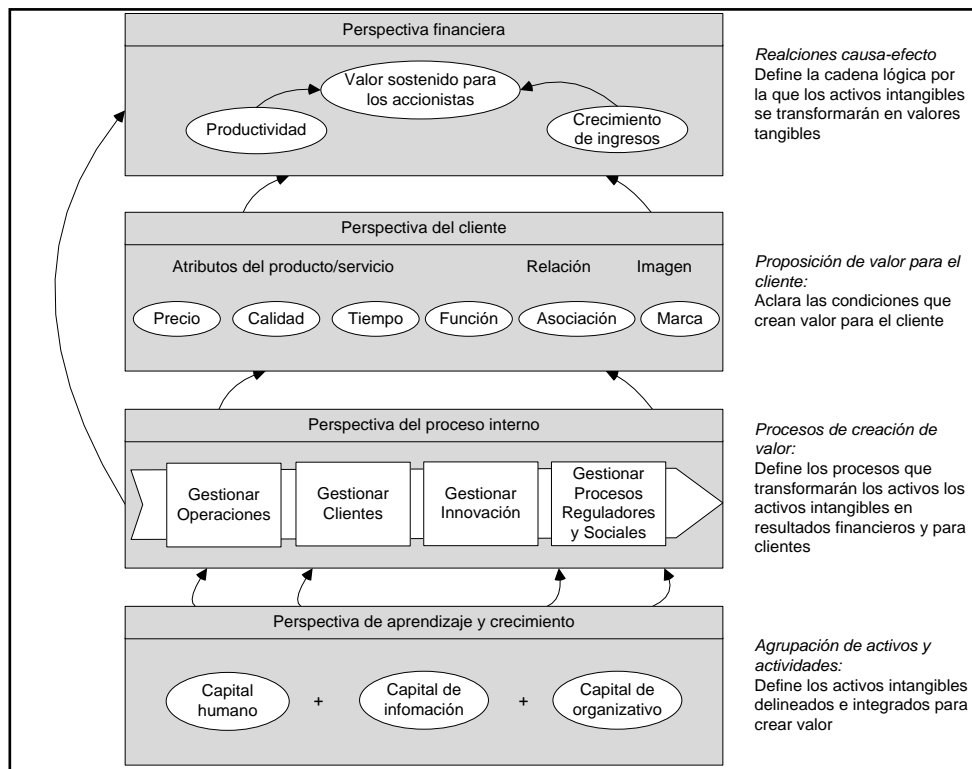 Perspectiva financiera
Valor sostenido para
los accionistas
Productividad
Crecimiento
de ingresos
Realciones causa-efecto
Define la cadena lógica por
la que los activos intangibles
se transformarán en valores
tangibles
Perspectiva del cliente
Atributos del producto/servicio
Relación
Imagen
Precio
Calidad
Tiempo
Función
Asociación
Marca
Proposición de valor para el
cliente:
Aclara las condiciones que
crean valor para el cliente
Perspectiva del proceso interno
Gestionar
Operaciones
Gestionar
Clientes
Gestionar
Innovación
Gestionar
Procesos
Reguladores
y Sociales
Procesos de creación de
valor:
Define los procesos que
transformarán los activos los
activos intangibles en
resultados financieros y para
clientes
Perspectiva de aprendizaje y crecimiento
Capital
humano
+
Capital de
infomación
+
Capital de
organizativo
Agrupación de activos y
actividades:
Define los activos intangibles
delineados e integrados para
crear valor